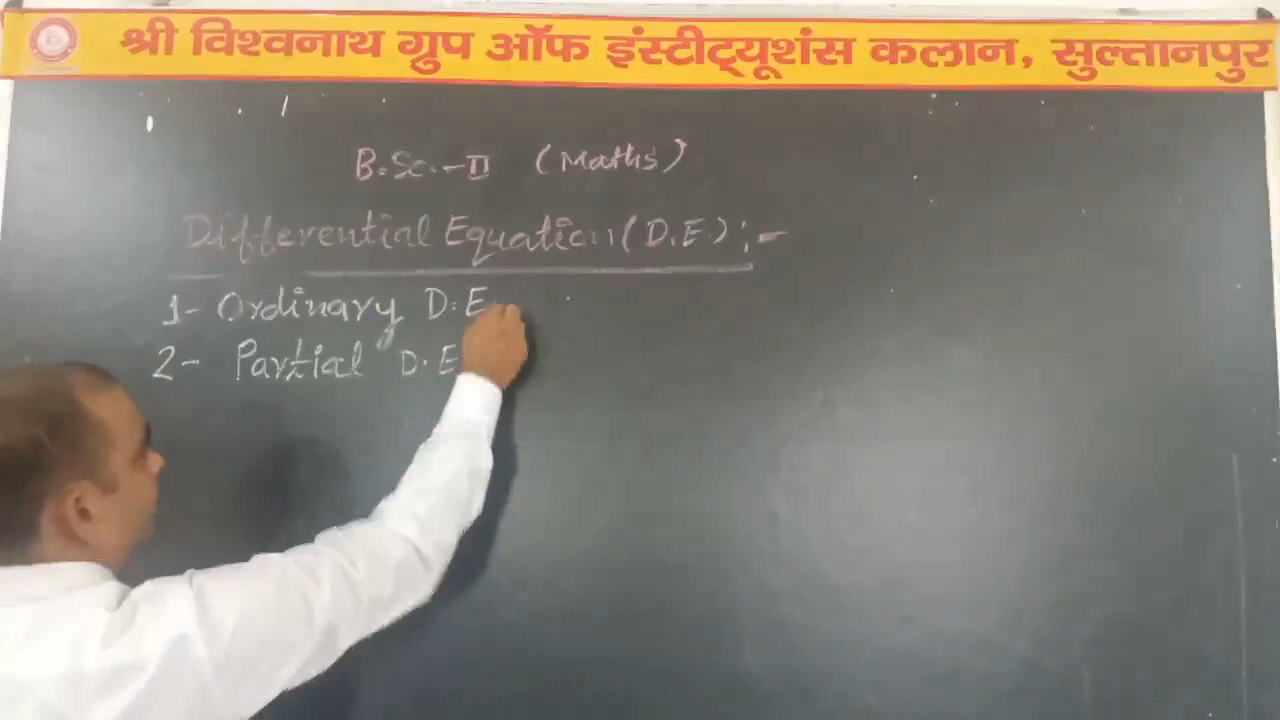 श्री विश्वनाथ ग्रुप ऑफ इंस्टीट्यूशंस कलान, सुल्तानपुर
B.Sc.-II (Maths)
Differential Equation (D.E.) :-
1- Ordinary D.E.
2- Partial D.E